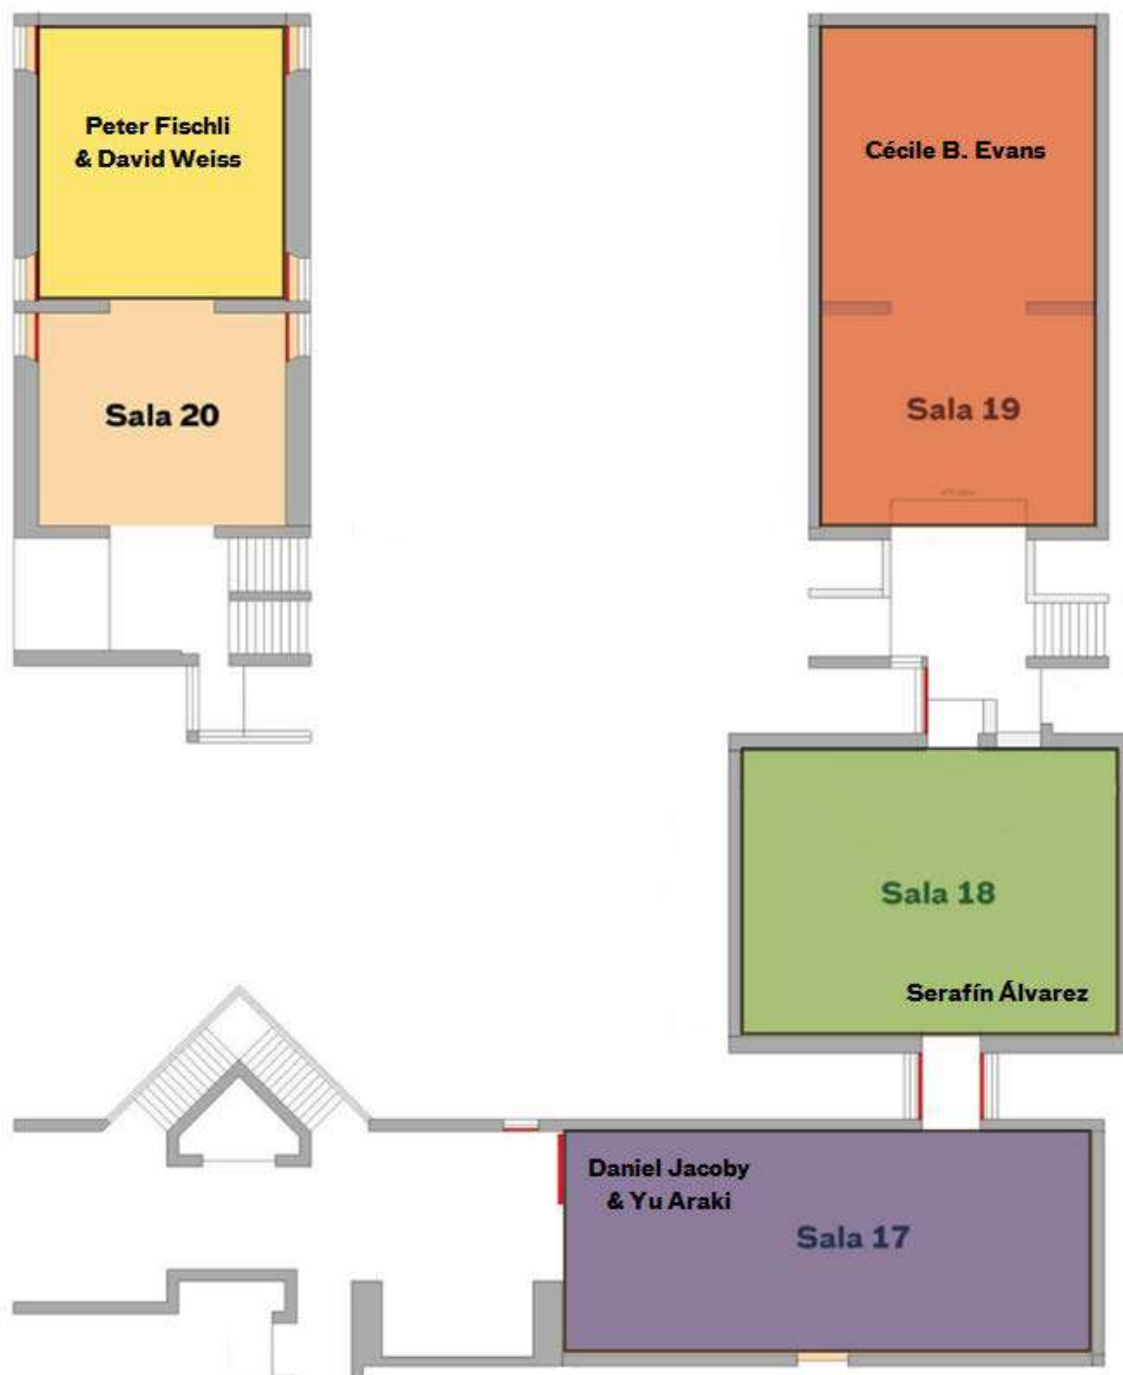 Peter Fischli
& David Weiss
Sala 20
Cécile B. Evans
Sala 19
Sala 18
Serafín Álvarez
Daniel Jacoby
& Yu Araki
Sala 17